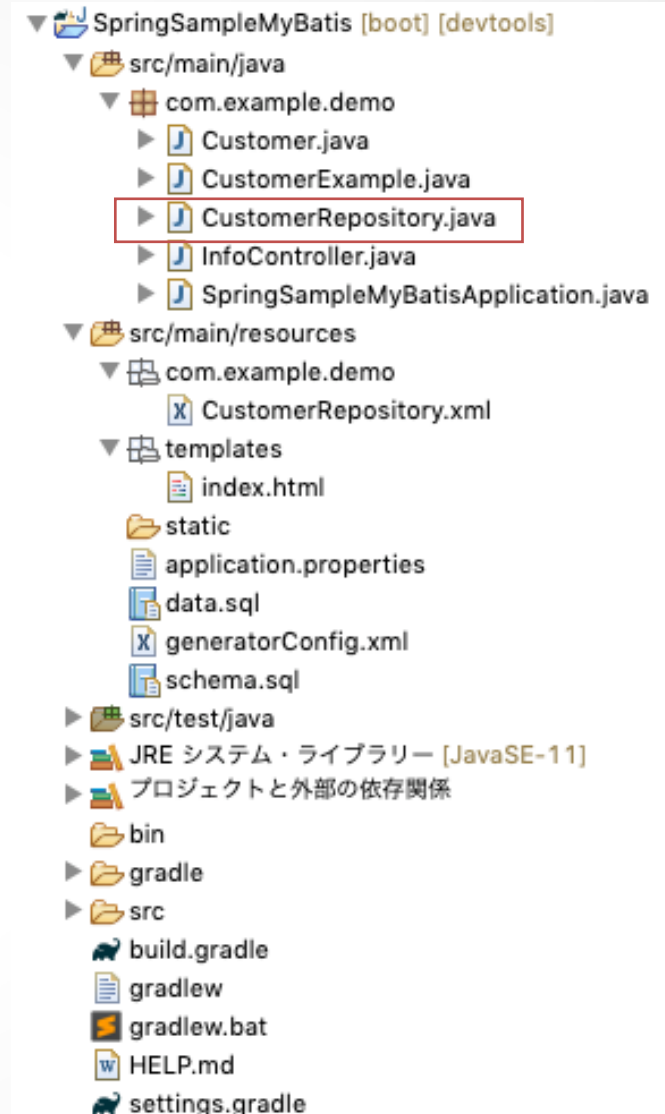 SpringSampleMyBatis [boot] [devtools]
src/main/java
com.example.demo
Customer.java
CustomerExample.java
CustomerRepository.java
InfoController.java
SpringSampleMyBatisApplication.java
src/main/resources
com.example.demo
CustomerRepository.xml
templates
index.html
static
application.properties
data.sql
generatorConfig.xml
schema.sql
src/test/java
JRE システム・ライブラリー [JavaSE-11]
プロジェクトと外部の依存関係
bin
gradle
src
build.gradle
gradlew
gradlew.bat
HELP.md
settings.gradle